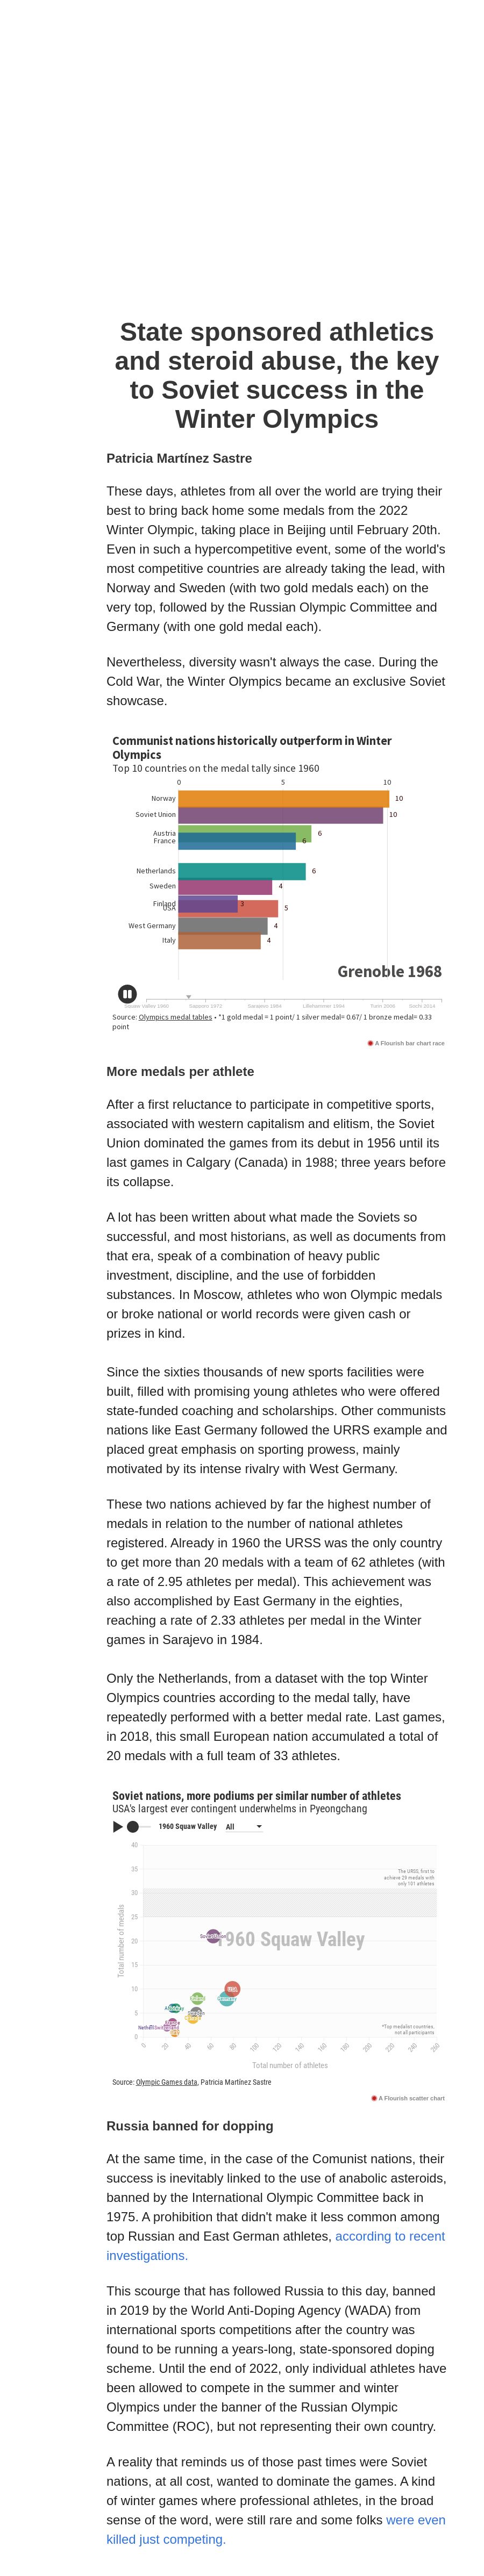 State sponsored athletics
and steroid abuse, the key
to Soviet success in the
Winter Olympics
Patricia Martínez Sastre
These days, athletes from all over the world are trying their
best to bring back home some medals from the 2022
Winter Olympic, taking place in Beijing until February 20th.
Even in such a hypercompetitive event, some of the world's
most competitive countries are already taking the lead, with
Norway and Sweden (with two gold medals each) on the
very top, followed by the Russian Olympic Committee and
Germany (with one gold medal each).
Nevertheless, diversity wasn't always the case. During the
Cold War, the Winter Olympics became an exclusive Soviet
showcase.
Communist nations historically outperform in Winter
Olympics
Top 10 countries on the medal tally since 1960
0 5 10
Norway 10
Soviet Union 10
Austria 6
France 6
Netherlands 6
Sweden 4
Finland 3
USA 5
West Germany 4
Italy 4
Grenoble 1968
Squaw Valley 1960 Sapporo 1972 Sarajevo 1984 Lillehammer 1994 Turin 2006 Sochi 2014
Source: Olympics medal tables • *1 gold medal = 1 point/ 1 silver medal= 0.67/ 1 bronze medal= 0.33
point
A Flourish bar chart race
More medals per athlete
After a first reluctance to participate in competitive sports,
associated with western capitalism and elitism, the Soviet
Union dominated the games from its debut in 1956 until its
last games in Calgary (Canada) in 1988; three years before
its collapse.
A lot has been written about what made the Soviets so
successful, and most historians, as well as documents from
that era, speak of a combination of heavy public
investment, discipline, and the use of forbidden
substances. In Moscow, athletes who won Olympic medals
or broke national or world records were given cash or
prizes in kind.
Since the sixties thousands of new sports facilities were
built, filled with promising young athletes who were offered
state-funded coaching and scholarships. Other communists
nations like East Germany followed the URRS example and
placed great emphasis on sporting prowess, mainly
motivated by its intense rivalry with West Germany.
These two nations achieved by far the highest number of
medals in relation to the number of national athletes
registered. Already in 1960 the URSS was the only country
to get more than 20 medals with a team of 62 athletes (with
a rate of 2.95 athletes per medal). This achievement was
also accomplished by East Germany in the eighties,
reaching a rate of 2.33 athletes per medal in the Winter
games in Sarajevo in 1984.
Only the Netherlands, from a dataset with the top Winter
Olympics countries according to the medal tally, have
repeatedly performed with a better medal rate. Last games,
in 2018, this small European nation accumulated a total of
20 medals with a full team of 33 athletes.
Soviet nations, more podiums per similar number of athletes
USA's largest ever contingent underwhelms in Pyeongchang
1960 Squaw Valley All
Total number of medals
40
35
30
25
20
15
10
5
0
The URSS, first to
achieve 29 medals with
only 101 athletes
1960 Squaw Valley
*Top medalist countries,
not all participants
0 20 40 60 80 100 120 140 160 180 200 220 240 260
Total number of athletes
Source: Olympic Games data, Patricia Martínez Sastre
A Flourish scatter chart
Russia banned for dopping
At the same time, in the case of the Comunist nations, their
success is inevitably linked to the use of anabolic asteroids,
banned by the International Olympic Committee back in
1975. A prohibition that didn't make it less common among
top Russian and East German athletes, according to recent
investigations.
This scourge that has followed Russia to this day, banned
in 2019 by the World Anti-Doping Agency (WADA) from
international sports competitions after the country was
found to be running a years-long, state-sponsored doping
scheme. Until the end of 2022, only individual athletes have
been allowed to compete in the summer and winter
Olympics under the banner of the Russian Olympic
Committee (ROC), but not representing their own country.
A reality that reminds us of those past times were Soviet
nations, at all cost, wanted to dominate the games. A kind
of winter games where professional athletes, in the broad
sense of the word, were still rare and some folks were even
killed just competing.